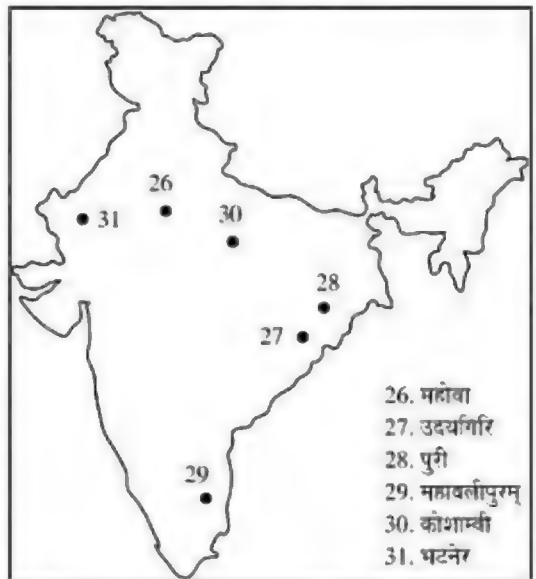 26
31
30
28
27
29
26. महोवा
27. उदयगिरि
28. पुरी
29. महाबलीपुरम्
30. कोशाम्वी
31. भटनेर